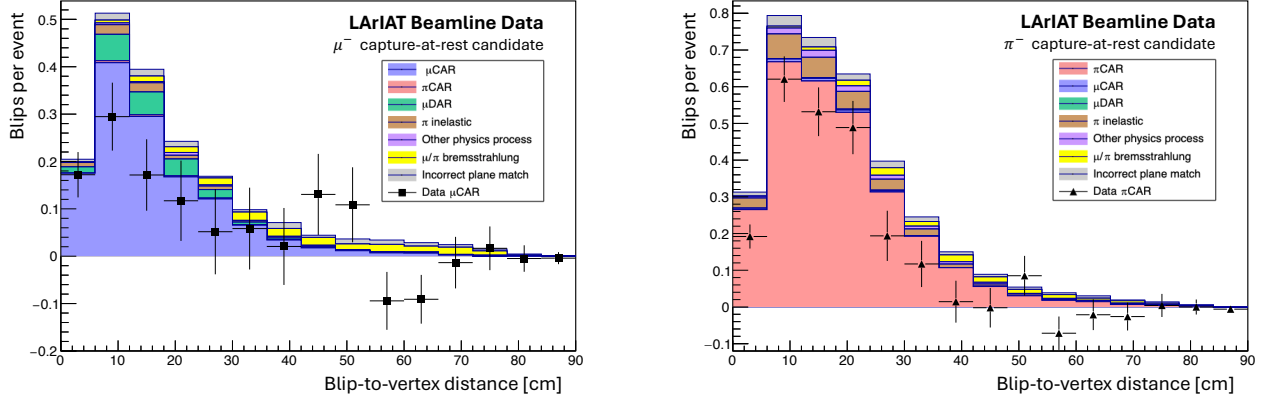 LArIAT Beamline Data
μ− capture-at-rest candidate
μCAR
πCAR
μDAR
π inelastic
Other physics process
μ/π bremsstrahlung
Incorrect plane match
Data μCAR
Blips per event
0.5
0.4
0.3
0.2
0.1
0
−0.1
−0.2
0 10 20 30 40 50 60 70 80 90
Blip-to-vertex distance [cm]
LArIAT Beamline Data
π− capture-at-rest candidate
πCAR
μCAR
μDAR
π inelastic
Other physics process
μ/π bremsstrahlung
Incorrect plane match
Data πCAR
Blips per event
0.8
0.7
0.6
0.5
0.4
0.3
0.2
0.1
0
−0.1
0 10 20 30 40 50 60 70 80 90
Blip-to-vertex distance [cm]